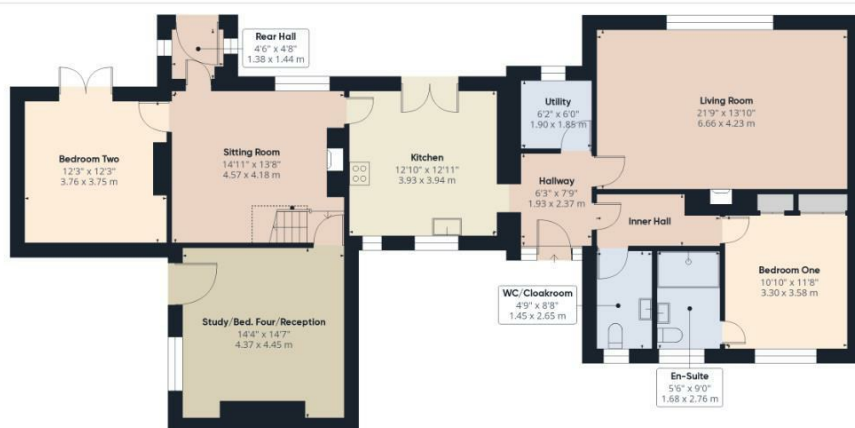 Rear Hall
4'6" x 4'8"
1.38 x 1.44 m
Bedroom Two
12'3" x 12'3"
3.76 x 3.75 m
Sitting Room
14'11" x 13'8"
4.57 x 4.18 m
Kitchen
12'10" x 12'11"
3.93 x 3.94 m
Utility
6'2" x 6'0"
1.90 x 1.85 m
Living Room
21'9" x 13'10"
6.66 x 4.23 m
Hallway
6'3" x 7'9"
1.93 x 2.37 m
Inner Hall
Bedroom One
10'10" x 11'8"
3.30 x 3.58 m
WC/Cloakroom
4'9" x 8'8"
1.45 x 2.65 m
Study/Bed. Four/Reception
14'4" x 14'7"
4.37 x 4.45 m
En-Suite
5'6" x 9'0"
1.68 x 2.76 m